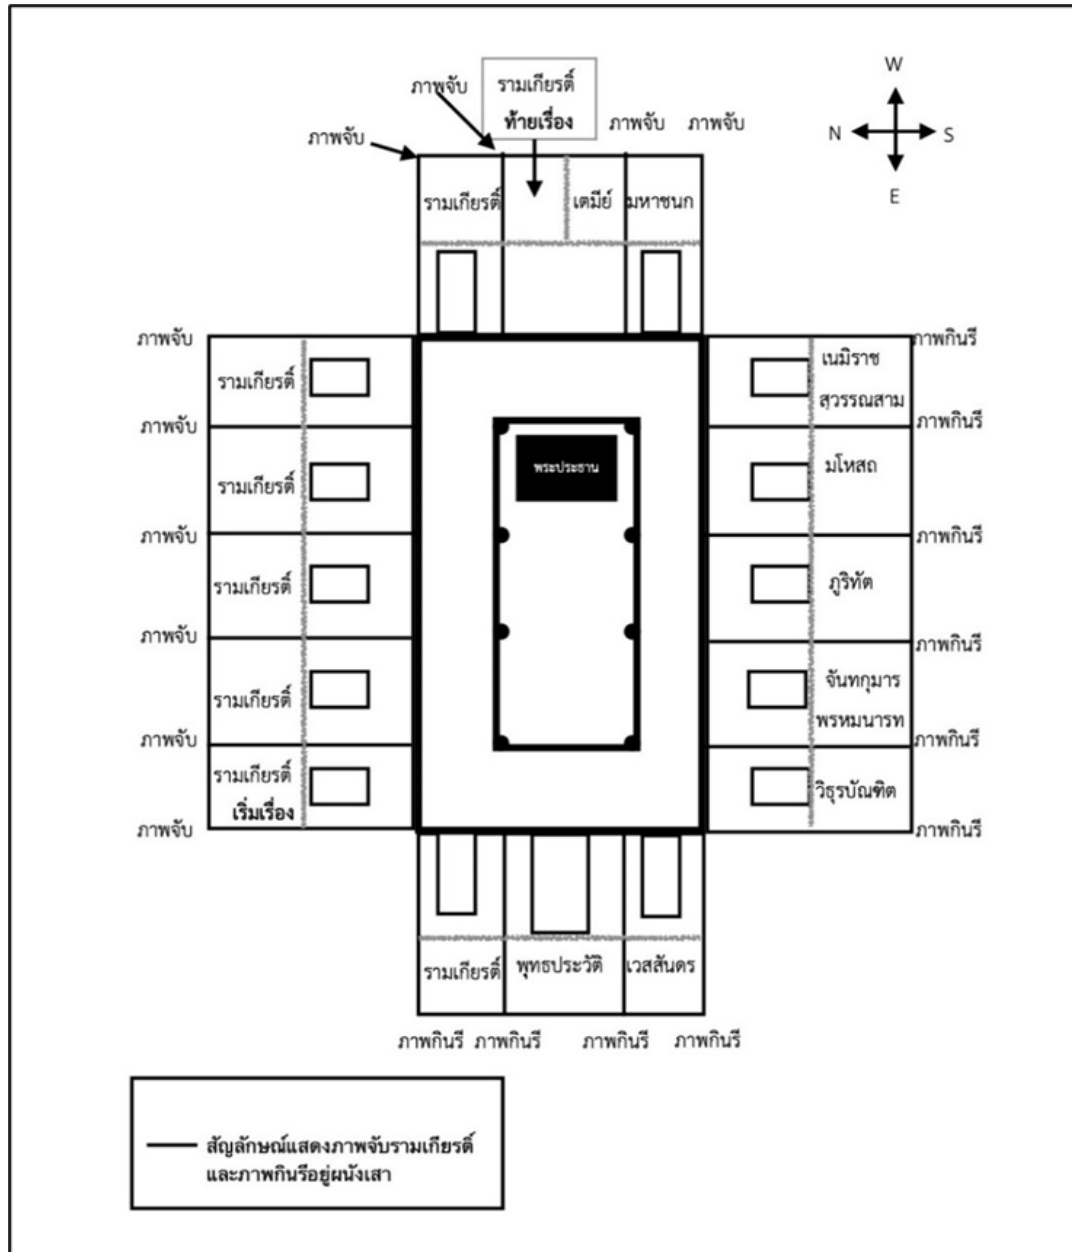 ภาพจับ
รามเกียรติ์
ท้ายเรื่อง
ภาพจับ
ภาพจับ
ภาพจับ
W
N
S
E
รามเกียรติ์
เตมีย์
มหาชนก
ภาพจับ
ภาพกินรี
รามเกียรติ์
เนมิราช
สุวรรณสาม
ภาพจับ
ภาพกินรี
รามเกียรติ์
พระประธาน
มโหสถ
ภาพจับ
ภาพกินรี
รามเกียรติ์
ภูริทัต
ภาพจับ
ภาพกินรี
รามเกียรติ์
จันทกุมาร
พรหมนารท
ภาพจับ
ภาพกินรี
รามเกียรติ์
เริ่มเรื่อง
วิธุรบัณฑิต
ภาพจับ
ภาพกินรี
รามเกียรติ์
พุทธประวัติ
เวสสันดร
ภาพกินรี
ภาพกินรี
ภาพกินรี
ภาพกินรี
สัญลักษณ์แสดงภาพจับรามเกียรติ์
และภาพกินรีอยู่ผนังเสา